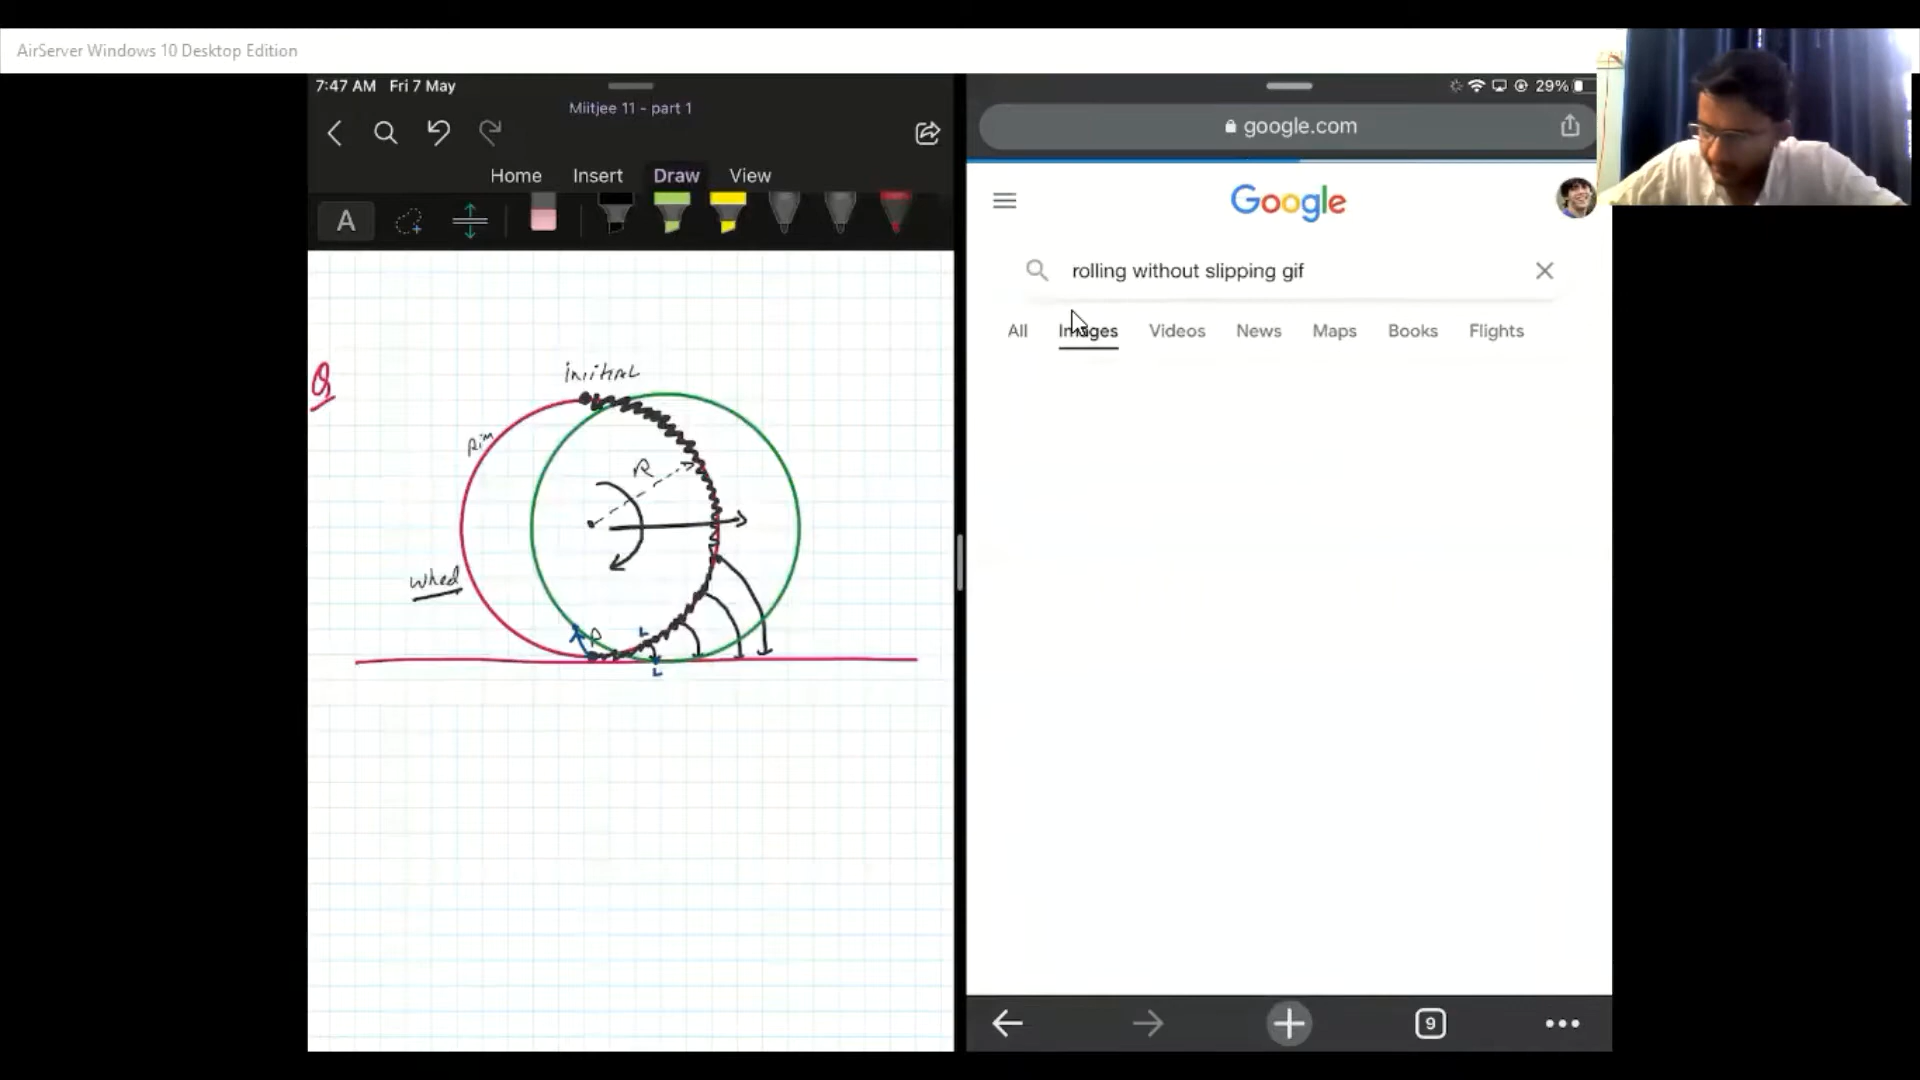 AirServer Windows 10 Desktop Edition
7:47 AM Fri 7 May
Miitjee 11 - part 1
Home Insert Draw View
A
Q
initial
Rim
R
Wheel
P
L
L
29%
google.com
Google
rolling without slipping gif
All Images Videos News Maps Books Flights
9